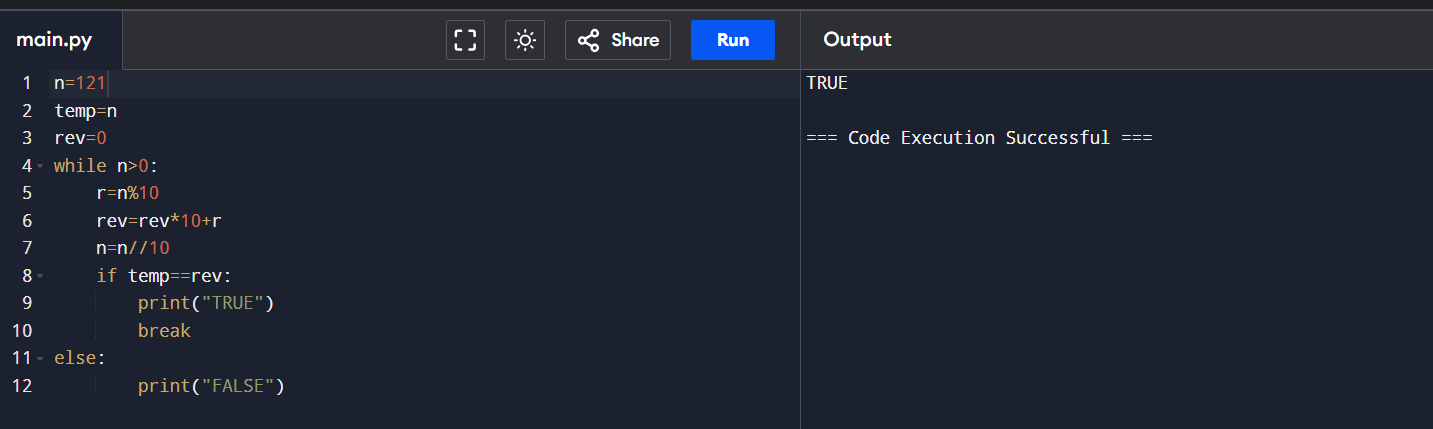 main.py Share Run Output
1 n=121
2 temp=n
3 rev=0
4 while n>0:
5     r=n%10
6     rev=rev*10+r
7     n=n//10
8     if temp==rev:
9         print("TRUE")
10         break
11 else:
12         print("FALSE")
TRUE
=== Code Execution Successful ===